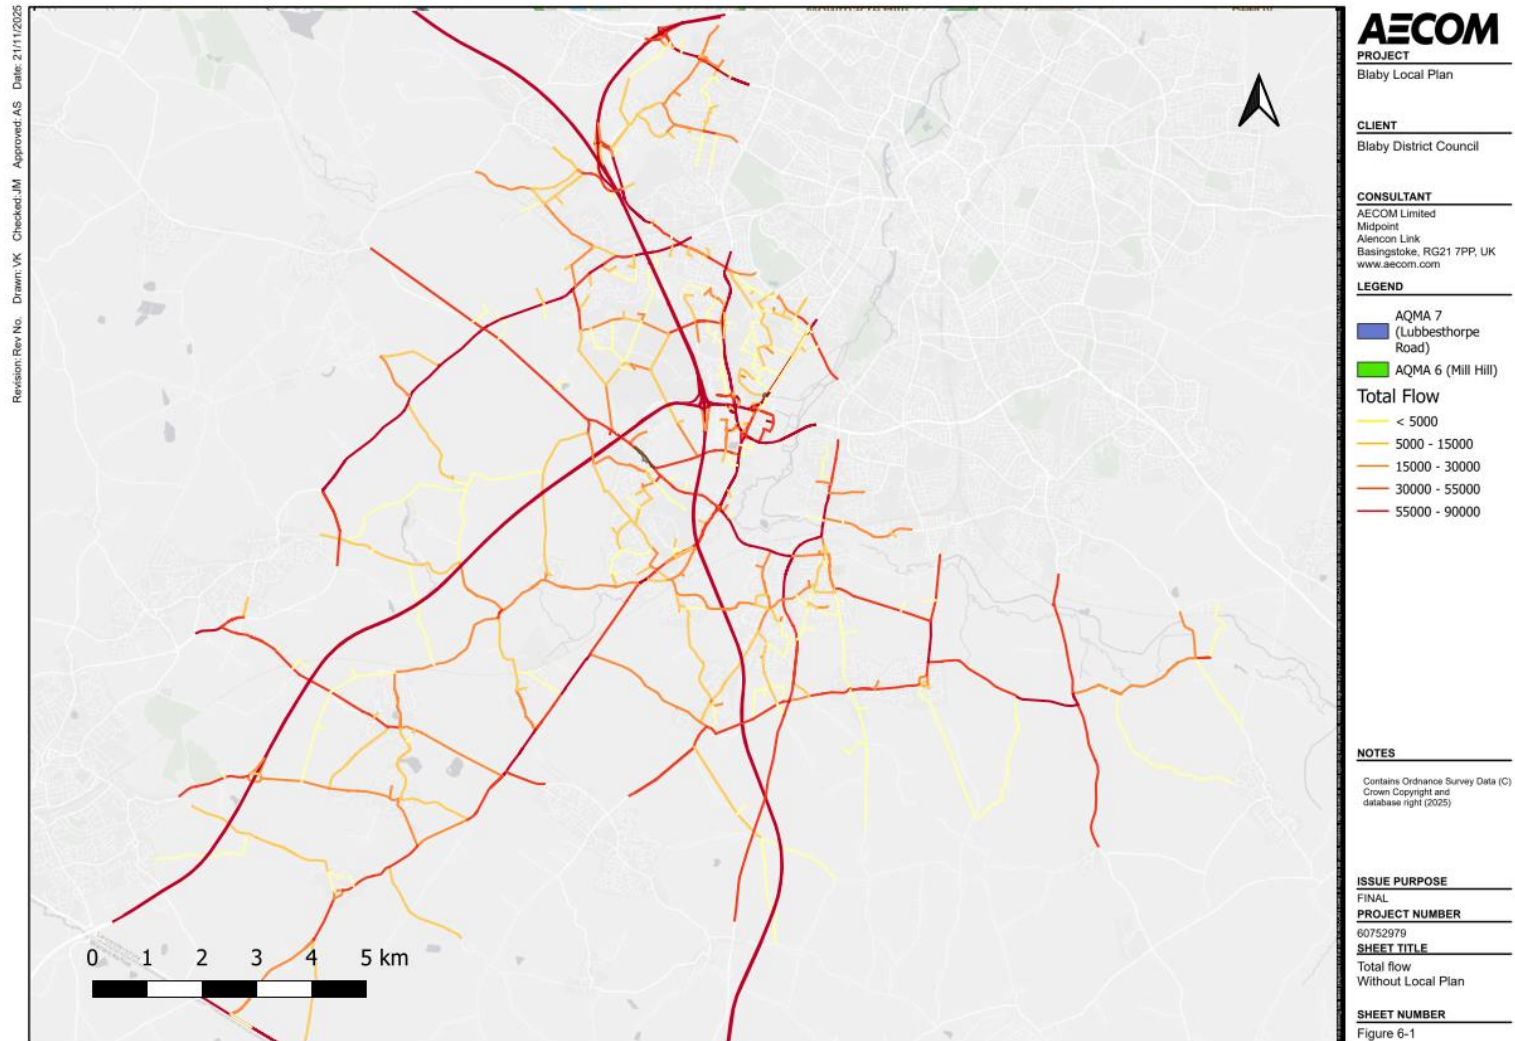 Revision: Rev No. Drawn: VK Checked:JM Approved: AS Date: 21/11/2025
AECOM
PROJECT
Blaby Local Plan
CLIENT
Blaby District Council
CONSULTANT
AECOM Limited
Midpoint
Alencon Link
Basingstoke, RG21 7PP, UK
www.aecom.com
LEGEND
AQMA 7
(Lubbesthorpe
Road)
AQMA 6 (Mill Hill)
Total Flow
< 5000
5000 - 15000
15000 - 30000
30000 - 55000
55000 - 90000
NOTES
Contains Ordnance Survey Data (C)
Crown Copyright and
database right (2025)
ISSUE PURPOSE
FINAL
PROJECT NUMBER
60752979
SHEET TITLE
Total flow
Without Local Plan
SHEET NUMBER
Figure 6-1
0 1 2 3 4 5 km